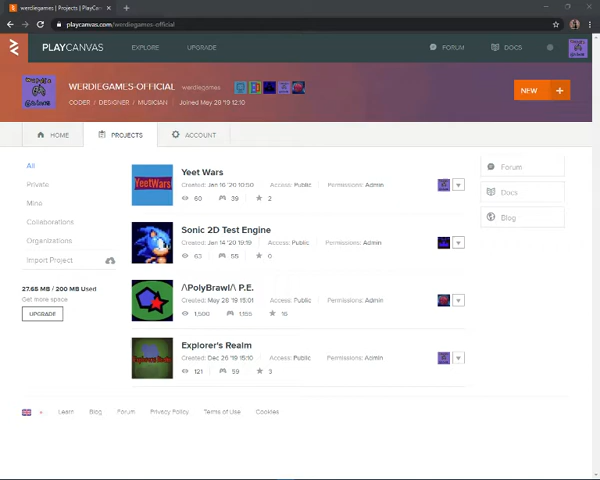 werdiegames | Projects | PlayCanvas
playcanvas.com/werdiegames-official
PLAYCANVAS
EXPLORE
UPGRADE
FORUM
DOCS
WERDIEGAMES-OFFICIAL werdiegames
CODER / DESIGNER / MUSICIAN Joined May 28 '19 12:10
NEW +
HOME
PROJECTS
ACCOUNT
All
Private
Mine
Collaborations
Organizations
Import Project
27.68 MB / 200 MB Used
Get more space
UPGRADE
YeetWars
Yeet Wars
Created: Jan 16 '20 10:50 Access: Public Permissions: Admin
80 39 2
Sonic 2D Test Engine
Created: Jan 14 '20 19:19 Access: Public Permissions: Admin
63 55 0
/\PolyBrawl/\ P.E.
Created: May 28 '19 15:01 Access: Public Permissions: Admin
1,500 1,155 16
Explorer's Realm
Created: Dec 26 '19 15:10 Access: Public Permissions: Admin
121 59 3
Forum
Docs
Blog
Learn Blog Forum Privacy Policy Terms of Use Cookies